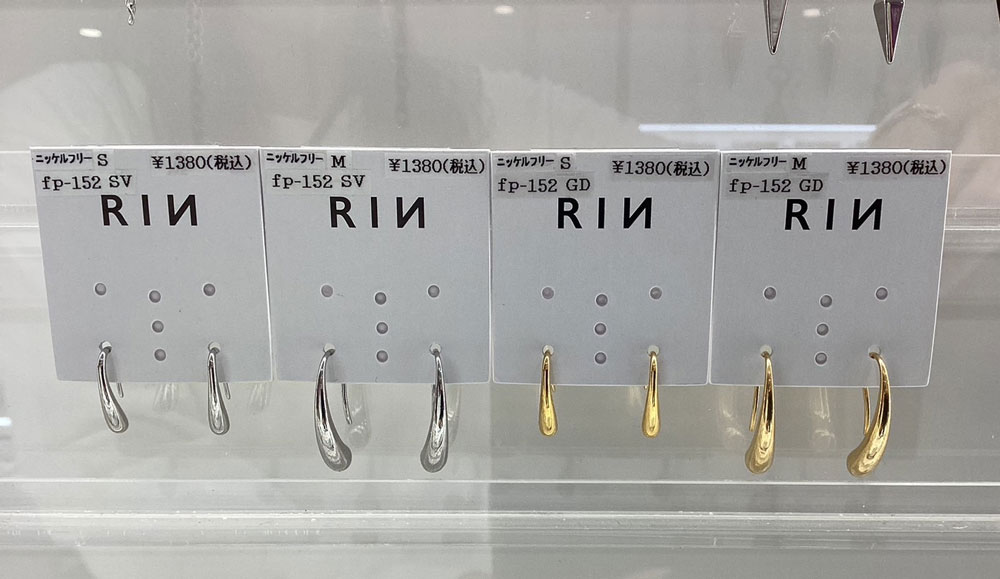 ニッケルフリー S ¥1380(税込)
fp-152 SV
RIN
ニッケルフリー M ¥1380(税込)
fp-152 SV
RIN
ニッケルフリー S ¥1380(税込)
fp-152 GD
RIN
ニッケルフリー M ¥1380(税込)
fp-152 GD
RIN